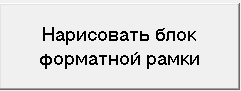 Нарисовать блок
форматной рамки